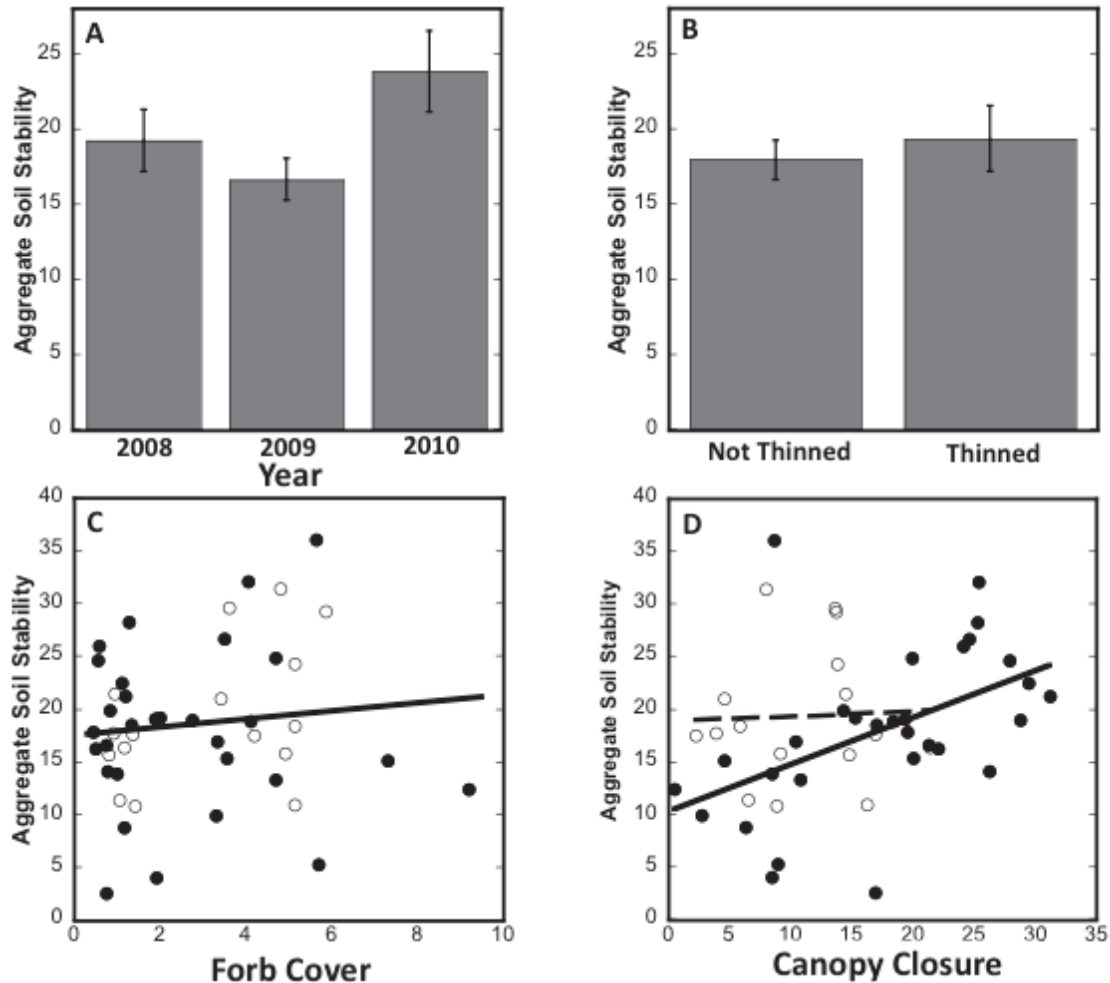 A
Aggregate Soil Stability
25
20
15
10
5
0
2008 2009 2010
Year
B
Aggregate Soil Stability
25
20
15
10
5
0
Not Thinned Thinned
C
Aggregate Soil Stability
40
35
30
25
20
15
10
5
0
0 2 4 6 8 10
Forb Cover
D
Aggregate Soil Stability
40
35
30
25
20
15
10
5
0
0 5 10 15 20 25 30 35
Canopy Closure